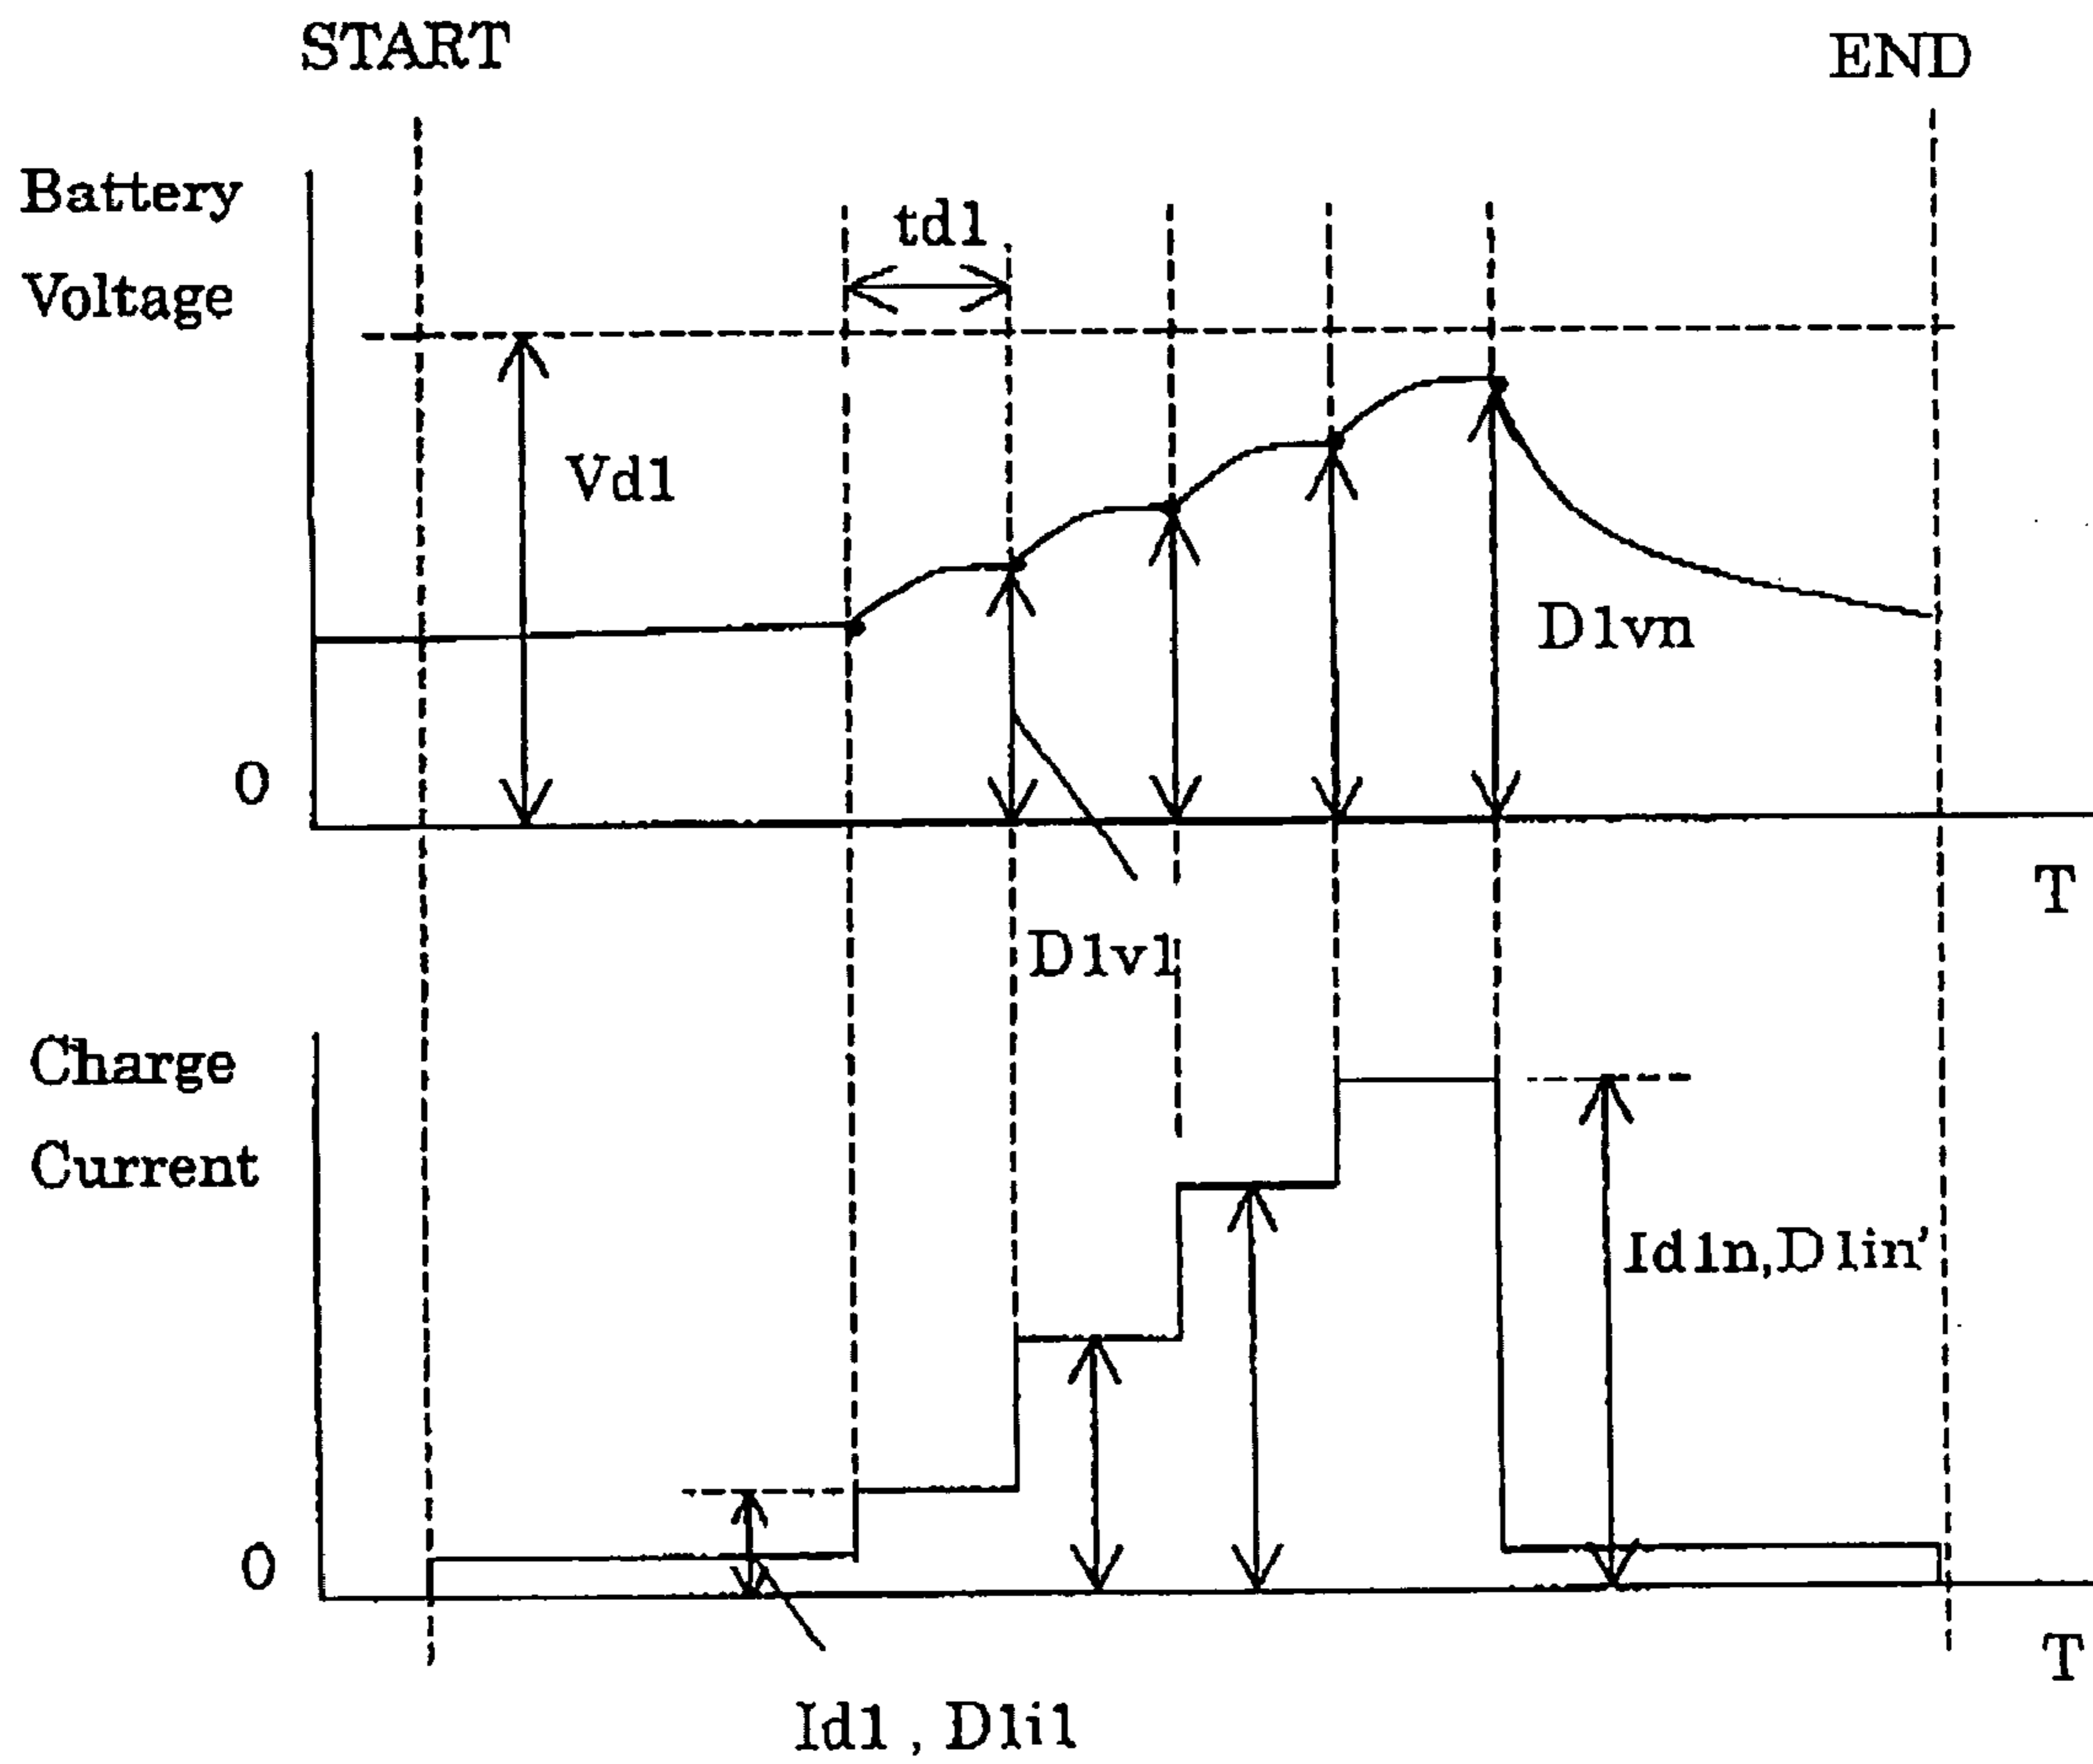 START
END
Battery
Voltage
td1
Vd1
D1vn
0
T
D1v1
Charge
Current
Id1n,D1in'
0
T
Id1 , D1i1